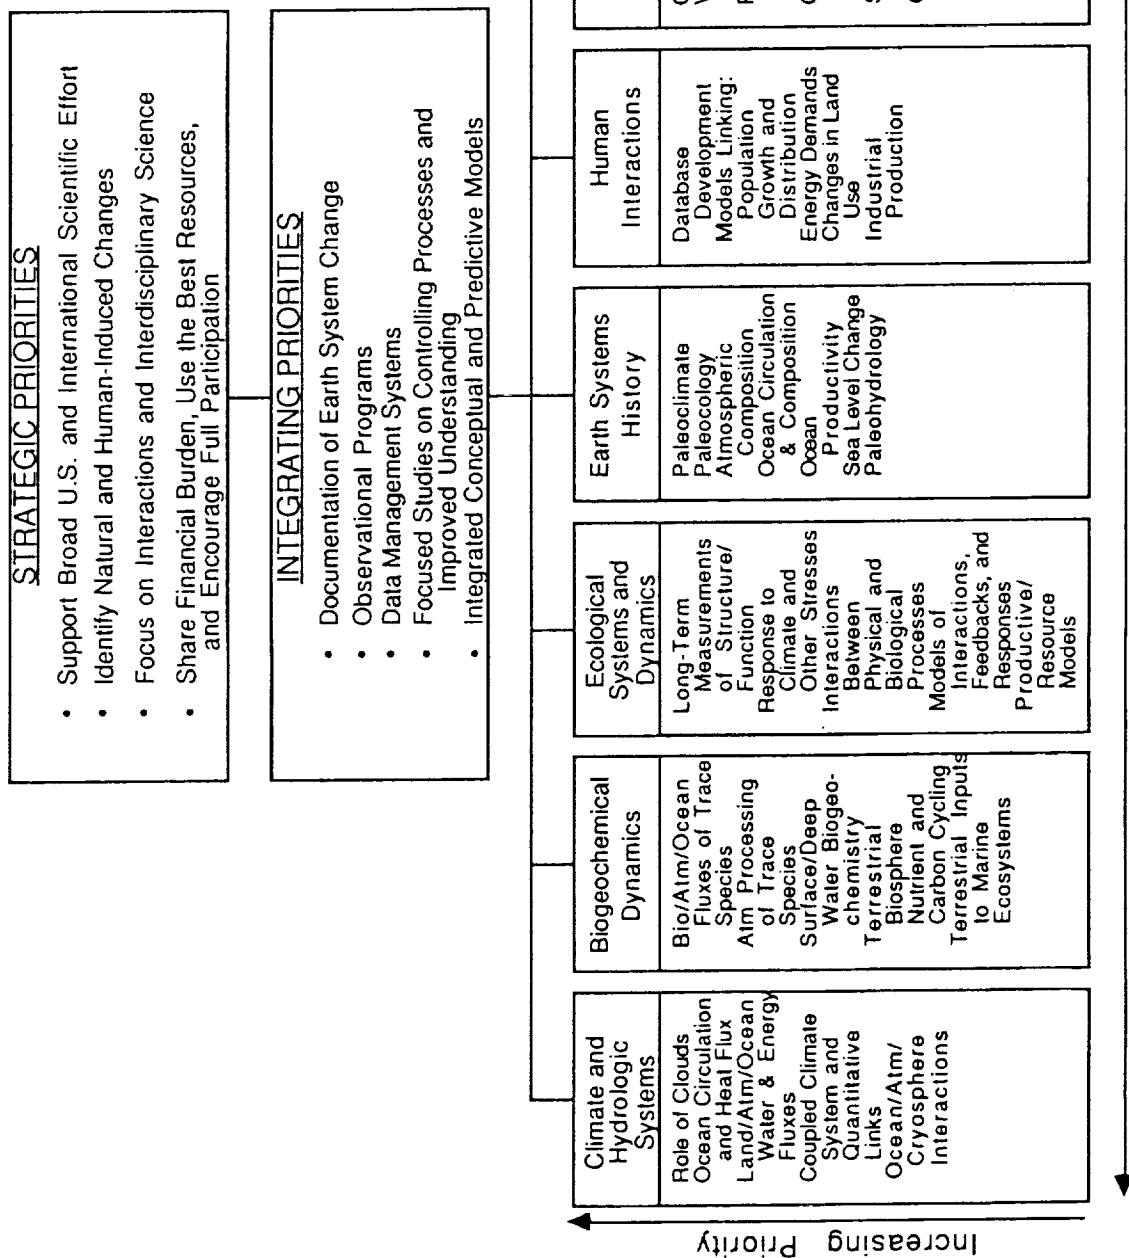 STRATEGIC PRIORITIES
• Support Broad U.S. and International Scientific Effort
• Identify Natural and Human-Induced Changes
• Focus on Interactions and Interdisciplinary Science
• Share Financial Burden, Use the Best Resources,
and Encourage Full Participation
INTEGRATING PRIORITIES
• Documentation of Earth System Change
• Observational Programs
• Data Management Systems
• Focused Studies on Controlling Processes and
Improved Understanding
• Integrated Conceptual and Predictive Models
Climate and
Hydrologic
Systems
Role of Clouds
Ocean Circulation
and Heat Flux
Land/Atm/Ocean
Water & Energy
Fluxes
Coupled Climate
System and
Quantitative
Links
Ocean/Atm/
Cryosphere
Interactions
Biogeochemical
Dynamics
Bio/Atm/Ocean
Fluxes of Trace
Species
Atm Processing
of Trace
Species
Surface/Deep
Water Biogeo-
chemistry
Terrestrial
Biosphere
Nutrient and
Carbon Cycling
Terrestrial Inputs
to Marine
Ecosystems
Ecological
Systems and
Dynamics
Long-Term
Measurements
of Structure/
Function
Response to
Climate and
Other Stresses
Interactions
Between
Physical and
Biological
Processes
Models of
Interactions,
Feedbacks, and
Responses
Productive/
Resource
Models
Earth Systems
History
Paleoclimate
Paleocology
Atmospheric
Composition
Ocean Circulation
& Composition
Ocean
Productivity
Sea Level Change
Paleohydrology
Human
Interactions
Database
Development
Models Linking:
Population
Growth and
Distribution
Energy Demands
Changes in Land
Use
Industrial
Production
Increasing
Priority